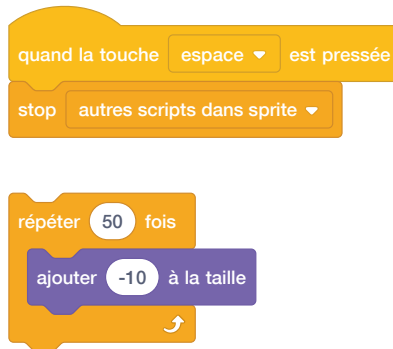 quand la touche espace est pressée
stop autres scripts dans sprite
répéter 50 fois
ajouter -10 à la taille